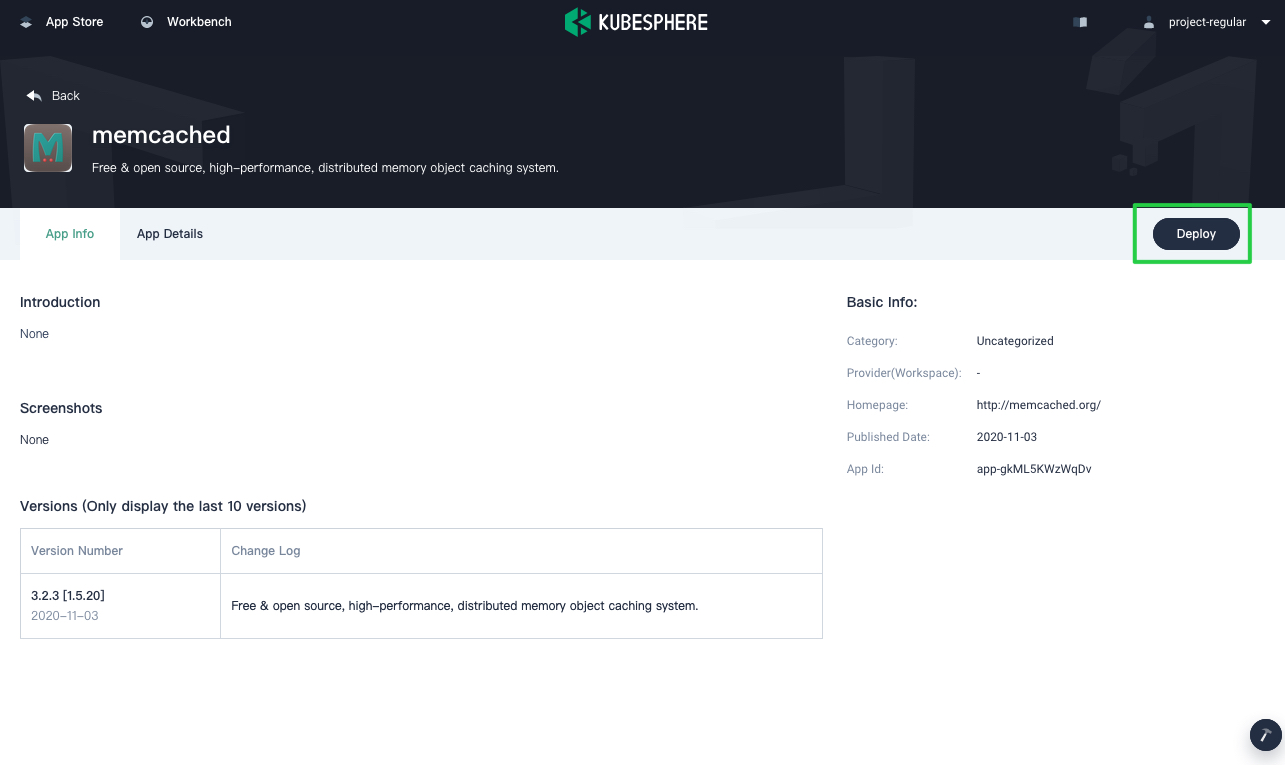 App Store Workbench KUBESPHERE project-regular
Back
M
memcached
Free & open source, high-performance, distributed memory object caching system.
App Info App Details Deploy
Introduction
None
Screenshots
None
Versions (Only display the last 10 versions)
Version Number Change Log
3.2.3 [1.5.20] Free & open source, high-performance, distributed memory object caching system.
2020-11-03
Basic Info:
Category: Uncategorized
Provider(Workspace): -
Homepage: http://memcached.org/
Published Date: 2020-11-03
App Id: app-gkML5KWzWqDv